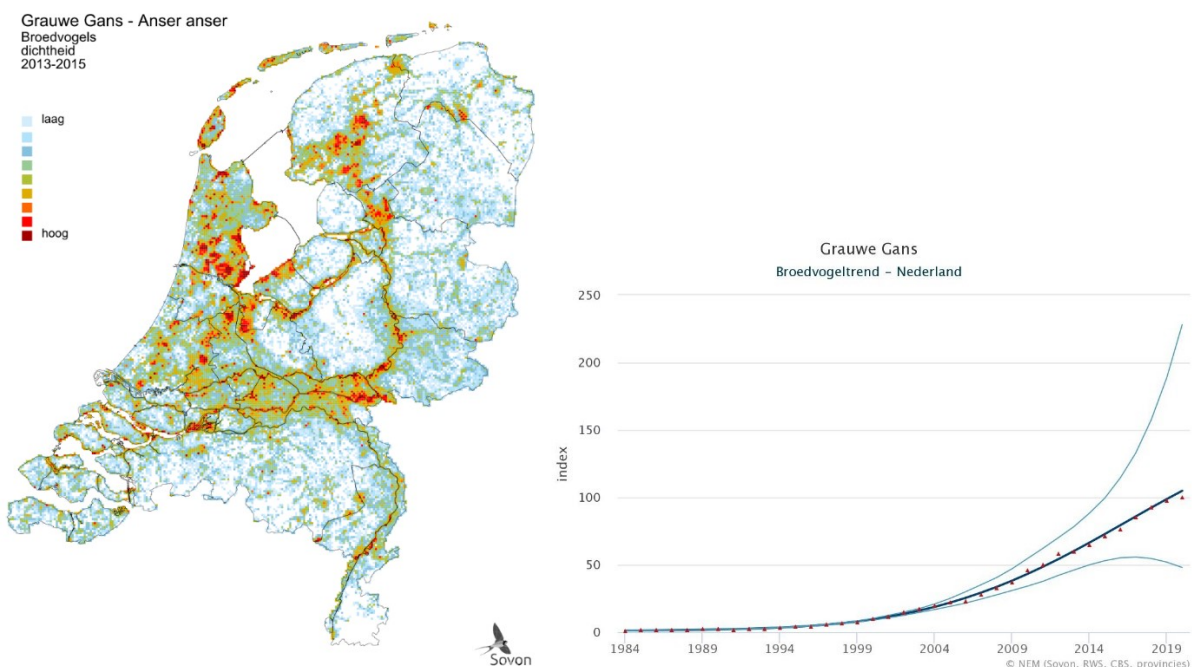 Grauwe Gans - Anser anser
Broedvogels
dichtheid
2013-2015
laag
hoog
Sovon
Grauwe Gans
Broedvogeltrend – Nederland
250
200
150
100
50
0
index
1984 1989 1994 1999 2004 2009 2014 2019
© NEM (Sovon, RWS, CBS, provincies)